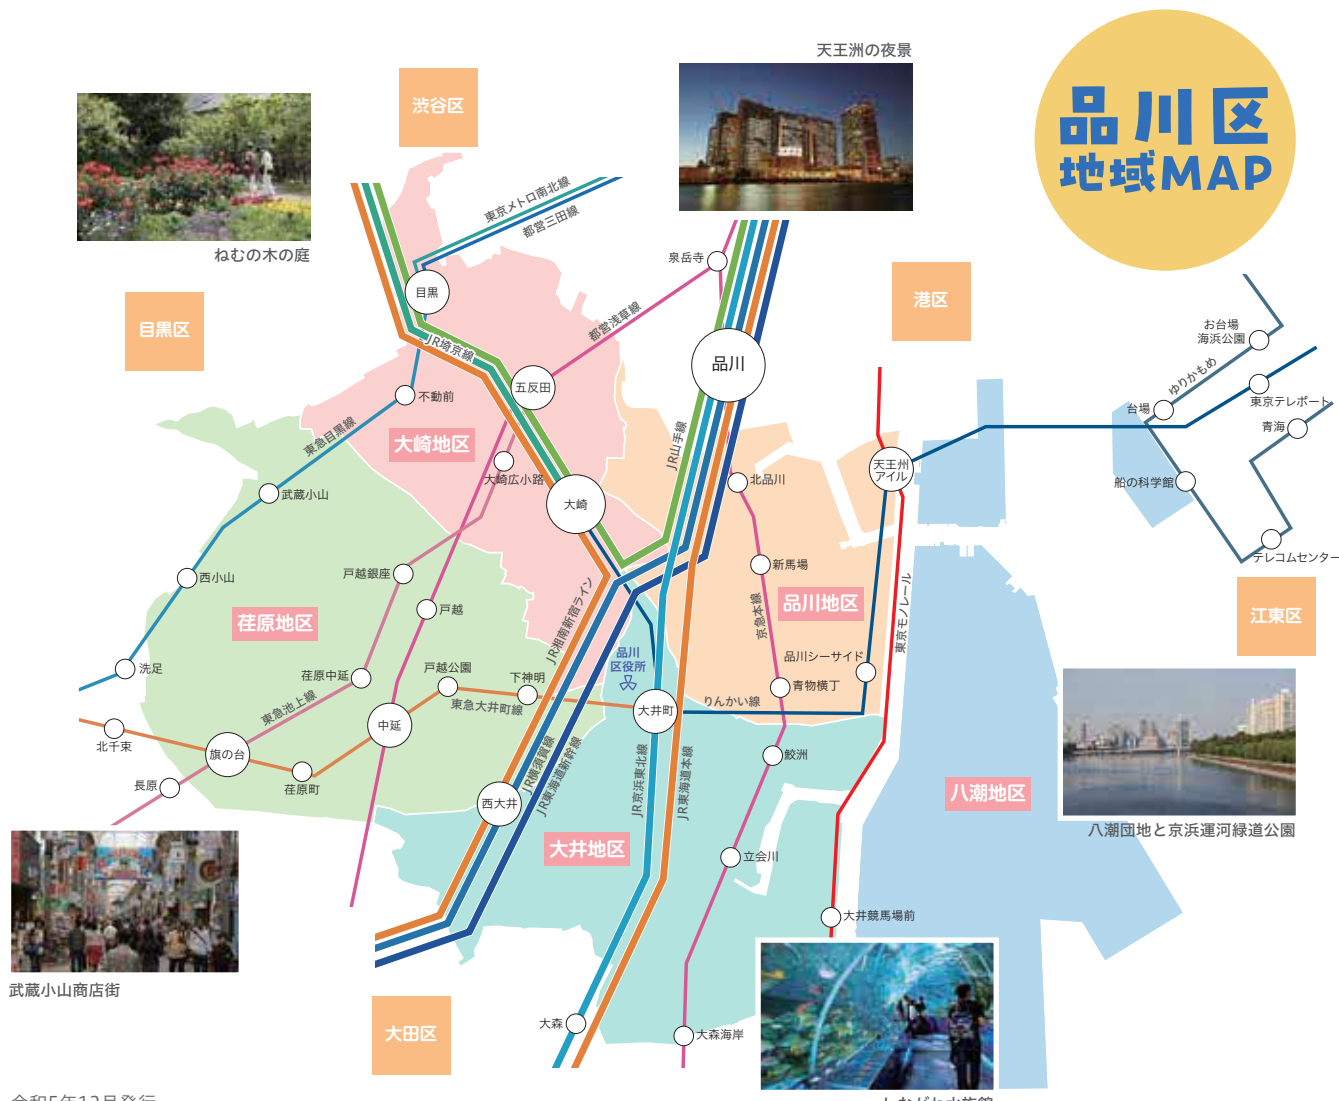 品川区
地域MAP
天王洲の夜景
渋谷区
ねむの木の庭
目黒区
港区
江東区
大田区
東京メトロ南北線
都営三田線
泉岳寺
目黒
都営浅草線
JR埼京線
品川
五反田
不動前
東急目黒線
大崎地区
大崎広小路
武蔵小山
大崎
JR山手線
北品川
天王州
アイル
お台場
海浜公園
ゆりかもめ
台場
東京テレポート
青海
船の科学館
テレコムセンター
西小山
戸越銀座
荏原地区
戸越
新馬場
品川地区
京急本線
東京モノレール
JR湘南新宿ライン
品川
区役所
洗足
荏原中延
戸越公園
下神明
品川シーサイド
青物横丁
東急池上線
東急大井町線
大井町
りんかい線
北千束
旗の台
中延
長原
荏原町
西大井
JR横須賀線
JR東海道新幹線
JR京浜東北線
JR東海道本線
鮫洲
八潮地区
大井地区
立会川
八潮団地と京浜運河緑道公園
大井競馬場前
武蔵小山商店街
大森
大森海岸